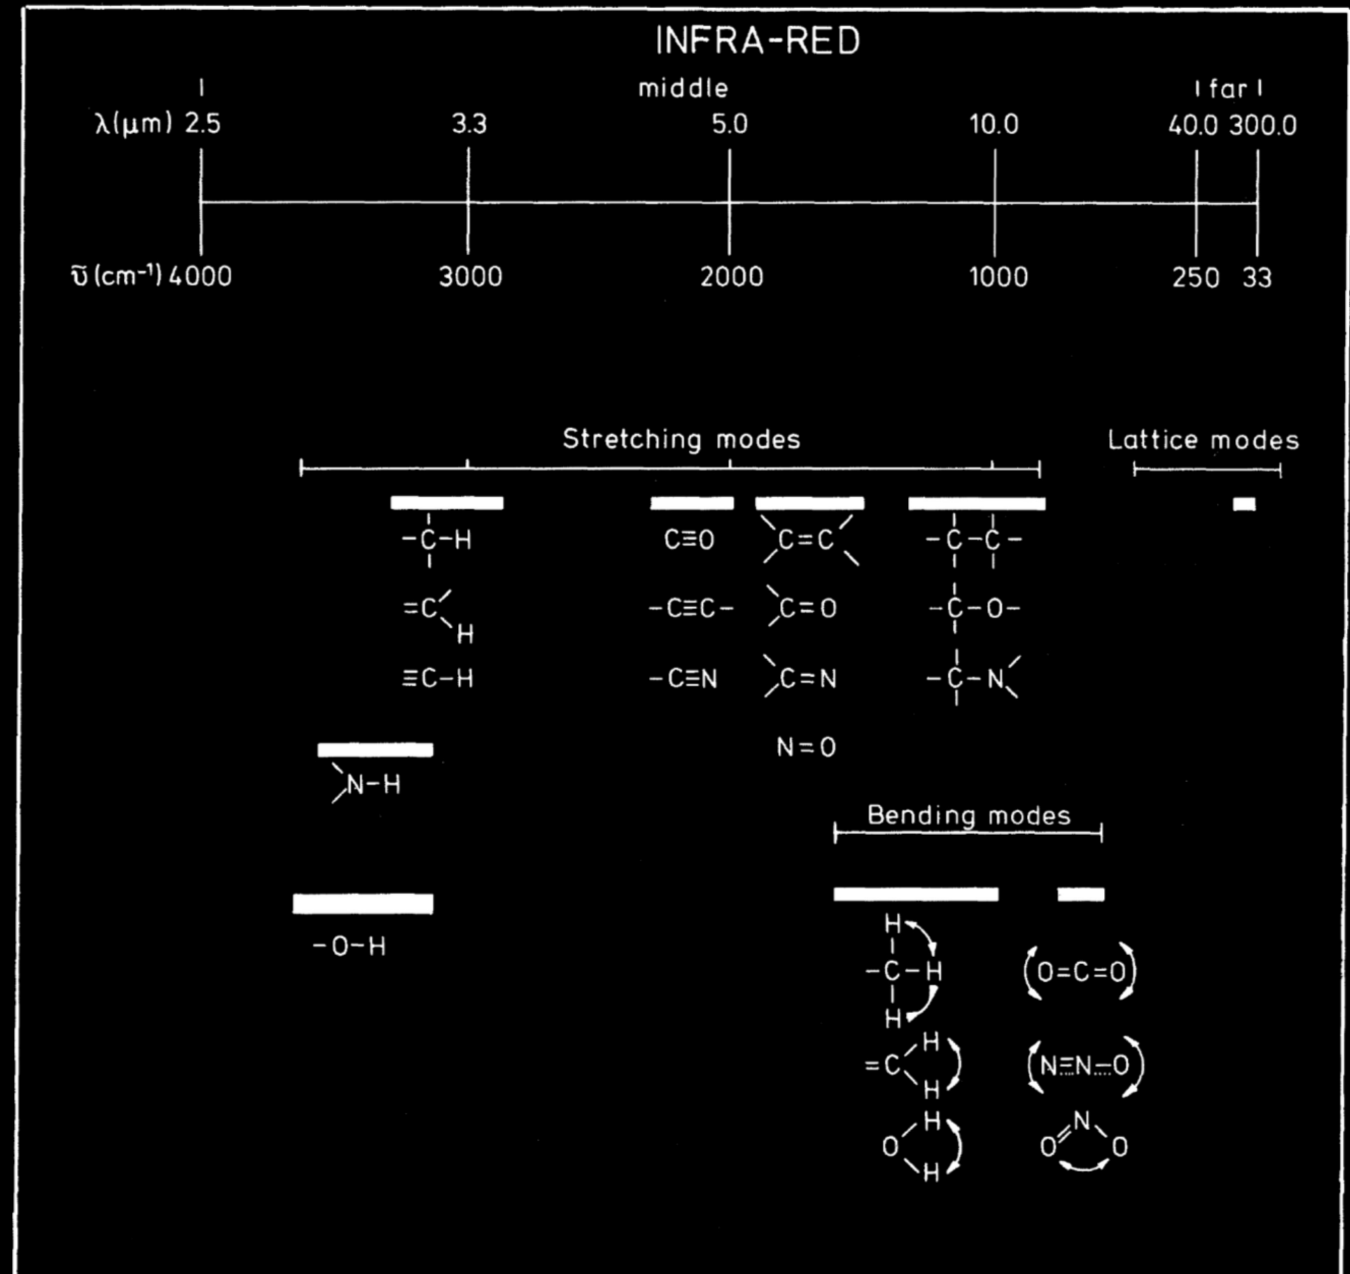 INFRA-RED
middle far
λ(μm) 2.5 3.3 5.0 10.0 40.0 300.0
ῡ(cm⁻¹) 4000 3000 2000 1000 250 33
Stretching modes Lattice modes
-C-H C≡O C=C -C-C-
=C H -C≡C- C=O -C-O-
≡C-H -C≡N C=N -C-N
N=O
N-H
Bending modes
-O-H
H
-C-H O=C=O
H
=C H H N≡N-O
O H H O N O